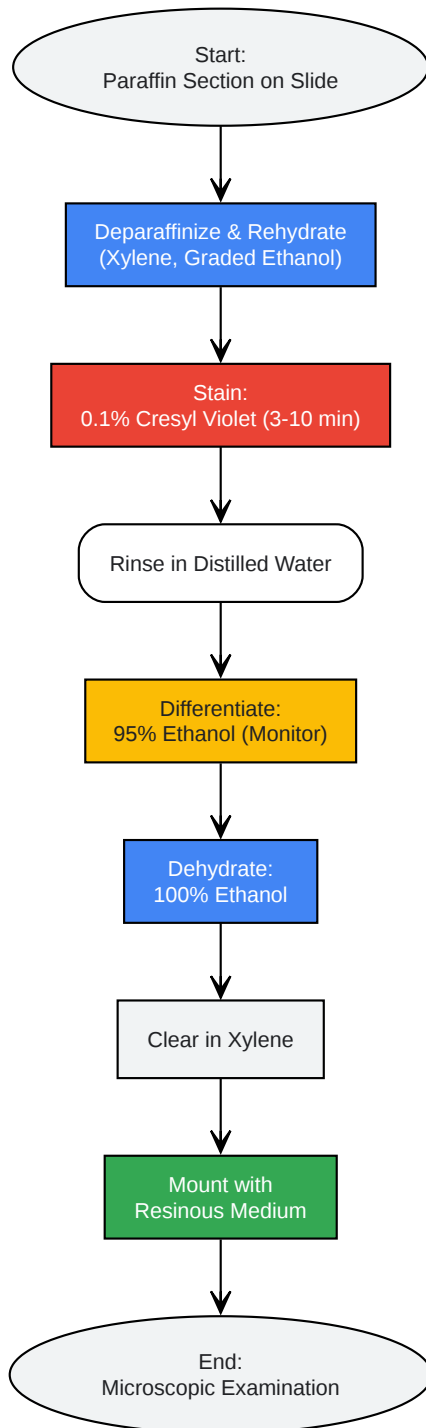 Start:
Paraffin Section on Slide
Deparaffinize & Rehydrate
(Xylene, Graded Ethanol)
Stain:
0.1% Cresyl Violet (3-10 min)
Rinse in Distilled Water
Differentiate:
95% Ethanol (Monitor)
Dehydrate:
100% Ethanol
Clear in Xylene
Mount with
Resinous Medium
End:
Microscopic Examination